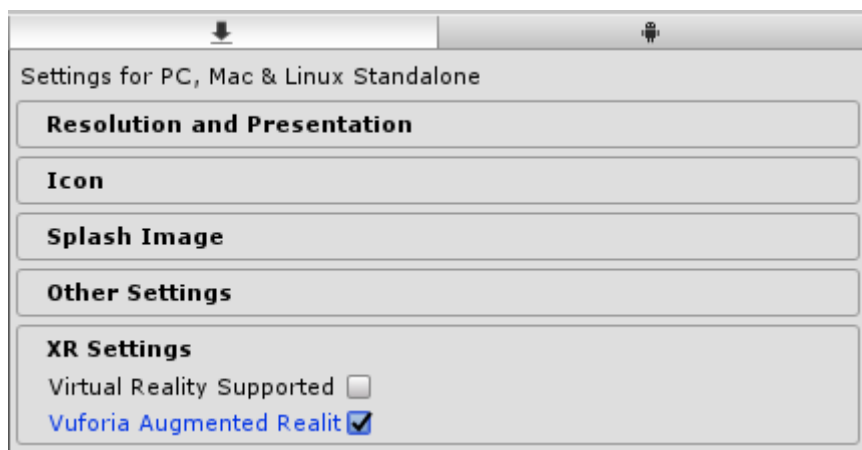 Settings for PC, Mac & Linux Standalone
Resolution and Presentation
Icon
Splash Image
Other Settings
XR Settings
Virtual Reality Supported
Vuforia Augmented Realit